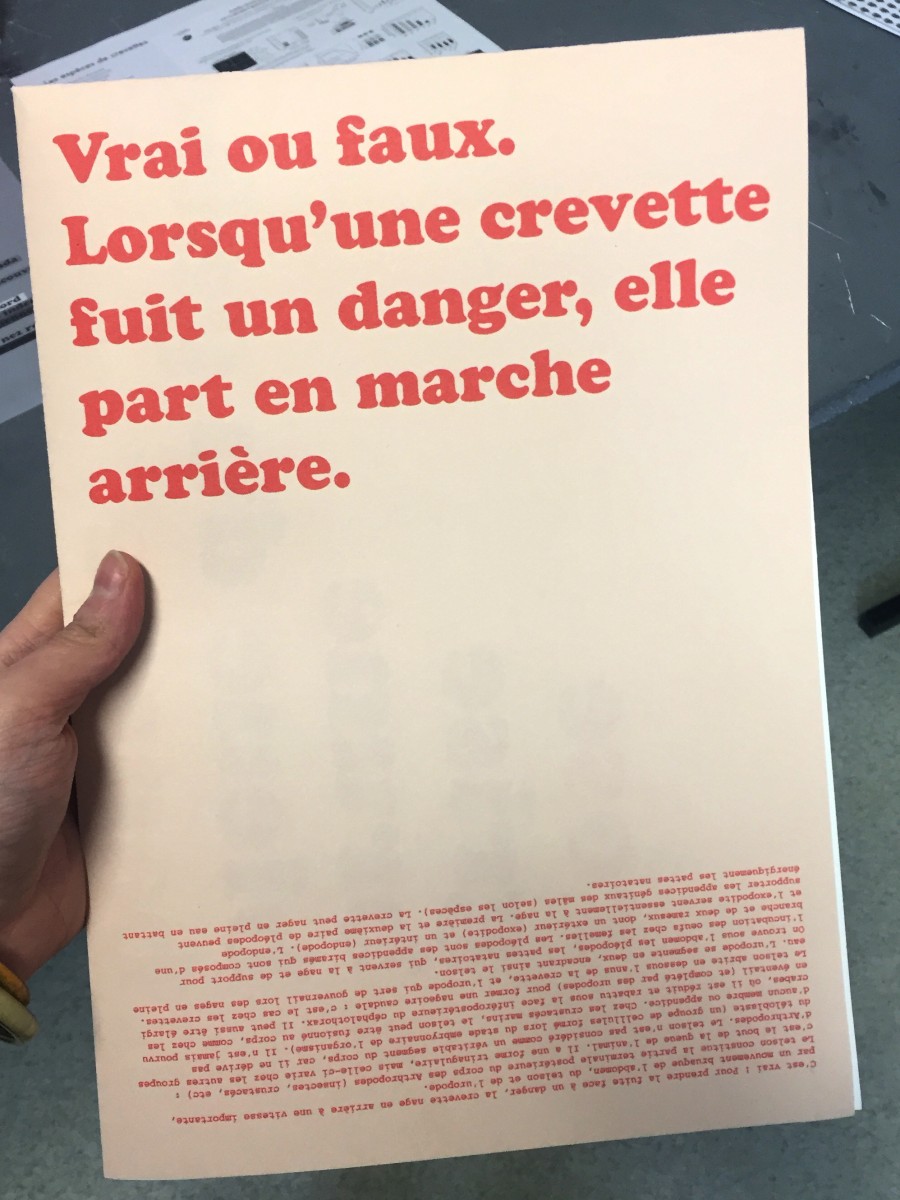 Vrai ou faux.
Lorsqu'une crevette
fuit un danger, elle
part en marche
arrière.
C'est vrai ! Pour prendre la fuite face à un danger, la crevette nage en arrière à une vitesse importante,
par un mouvement brusque de l'abdomen, du telson et de l'uropode.
Le telson constitue la partie terminale postérieure du corps des Arthropodes (insectes, crustacés, etc) :
c'est le bout de la queue de l'animal. Il a une forme trinagulaire, mais celle-ci varie chez les autres groupes
d'Arthropodes. Le telson n'est pas considéré comme un véritable segment du corps, car il ne dérive pas
du téloblaste (un groupe de cellules formé lors du stade embryonnaire de l'organisme). Il n'est jamais pourvu
d'aucun membre ou appendice. Chez les crustacés marins, le telson peut être fusionné au corps, comme chez les
crabes, où il est réduit et rabattu sous la face inféropostérieure du céphalothorax. Il peut aussi être élargi
en éventail (et complété par des uropodes) pour former une nageoire caudale : c'est le cas chez les crevettes.
Le telson abrite en dessous l'anus de la crevette, et l'uropode qui sert de gouvernail lors des nages en pleine
eau. L'uropode se segmente en deux, encadrant ainsi le telson.
On trouve sous l'abdomen les pléopodes, les pattes natatoires, qui servent à la nage et de support pour
l'incubation des oeufs chez les femelles. Les pléopodes sont des appendices biramés qui sont composés d'une
branche et de deux rameaux, dont un extérieur (exopodite) et un intérieur (endopode). L'endopode
et l'exopodite servent essentiellement à la nage. La première et la deuxième paire de pléopodes peuvent
supporter les appendices génitaux des mâles (selon les espèces). La crevette peut nager en pleine eau en battant
énergiquement les pattes natatoires.